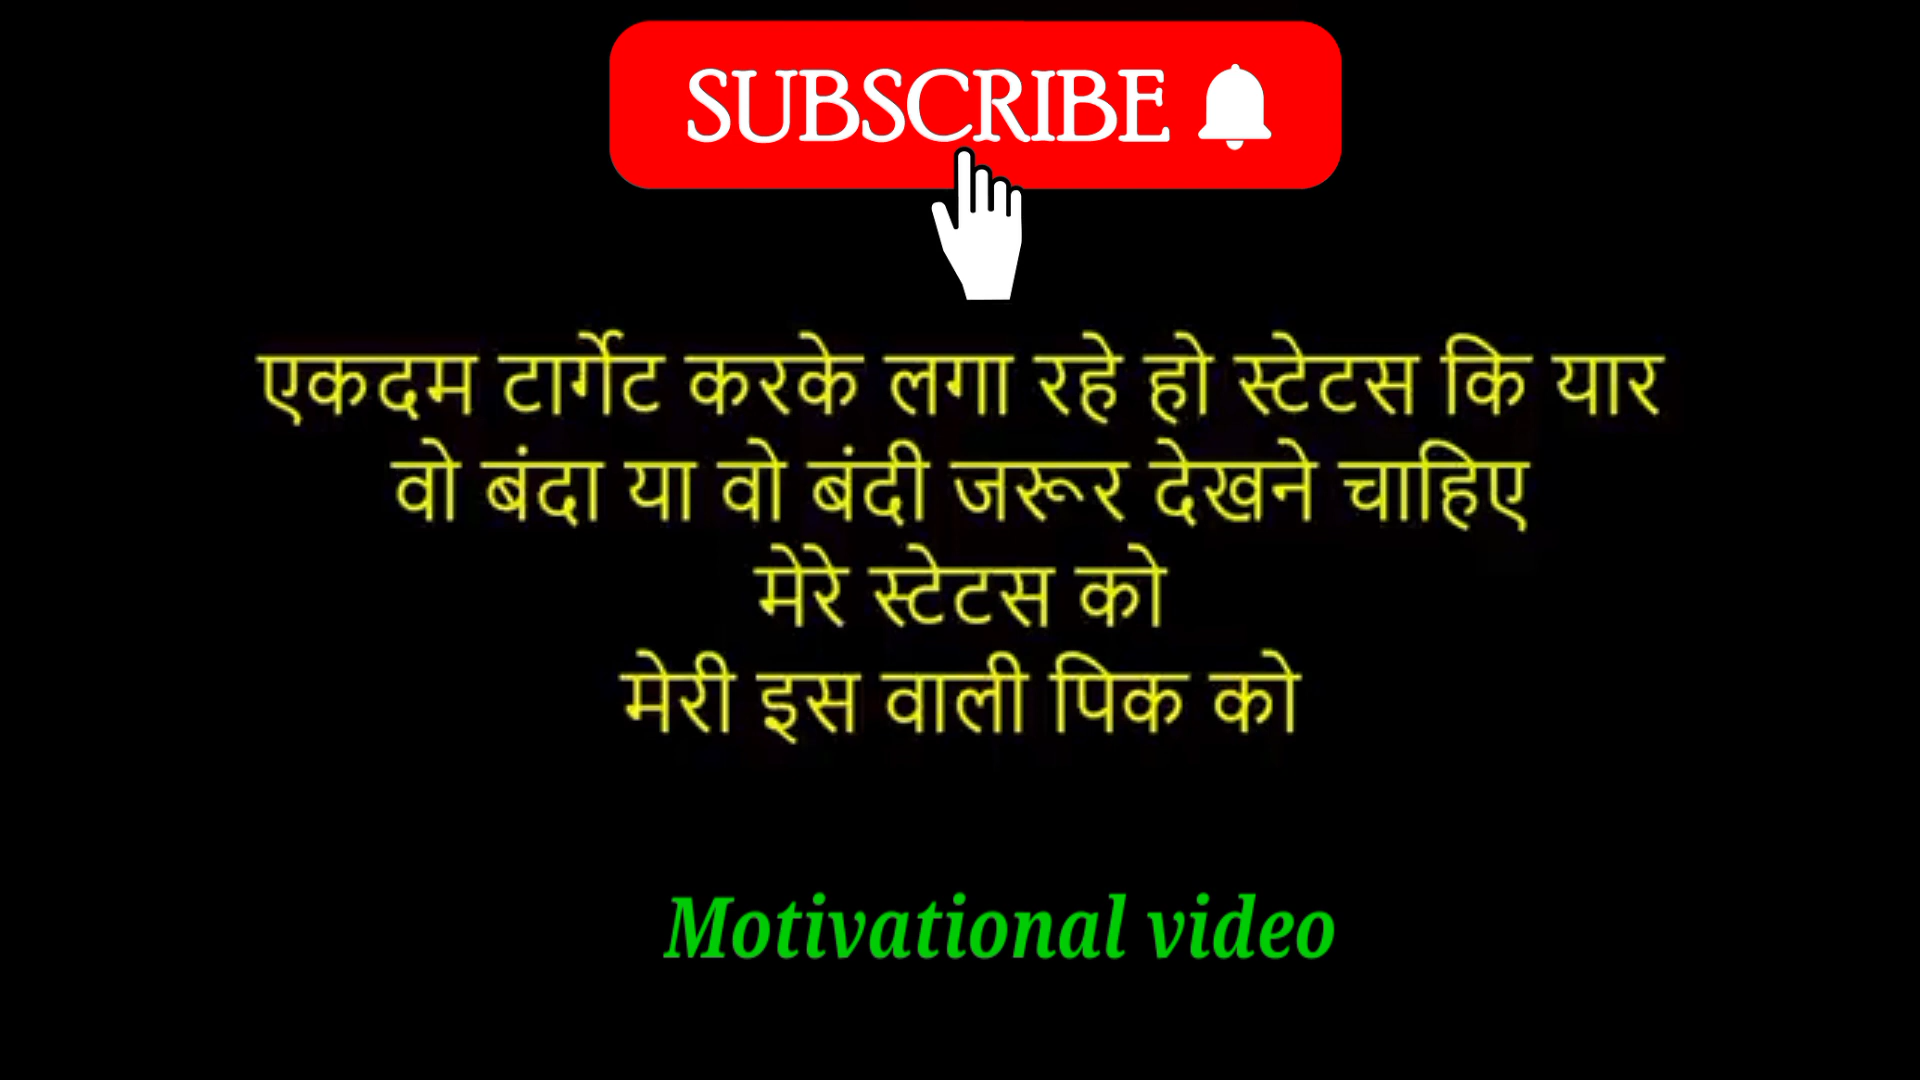 SUBSCRIBE
एकदम टार्गेट करके लगा रहे हो स्टेटस कि यार
वो बंदा या वो बंदी जरूर देखने चाहिए
मेरे स्टेटस को
मेरी इस वाली पिक को
Motivational video